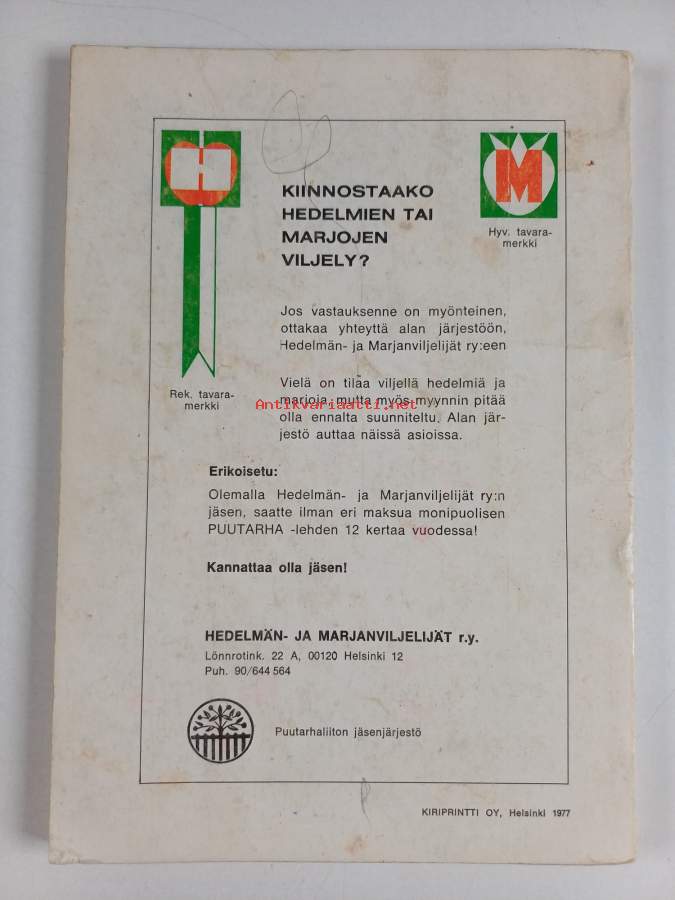 H
M
KIINNOSTAAKO
HEDELMIEN TAI
MARJOJEN
VILJELY?
Hyv. tavara-
merkki
Jos vastauksenne on myönteinen,
ottakaa yhteyttä alan järjestöön,
Hedelmän- ja Marjanviljelijät ry:een
Rek. tavara-
merkki
Vielä on tilaa viljellä hedelmiä ja
marjoja, mutta myös myynnin pitää
Antikvariaatti.net
olla ennalta suunniteltu. Alan jär-
jestö auttaa näissä asioissa.
Erikoisetu:
Olemalla Hedelmän- ja Marjanviljelijät ry:n
jäsen, saatte ilman eri maksua monipuolisen
PUUTARHA -lehden 12 kertaa vuodessa!
Kannattaa olla jäsen!
HEDELMÄN- JA MARJANVILJELIJÄT r.y.
Lönnrotink. 22 A, 00120 Helsinki 12
Puh. 90/644 564
Puutarhaliiton jäsenjärjestö
KIRIPRINTTI OY, Helsinki 1977